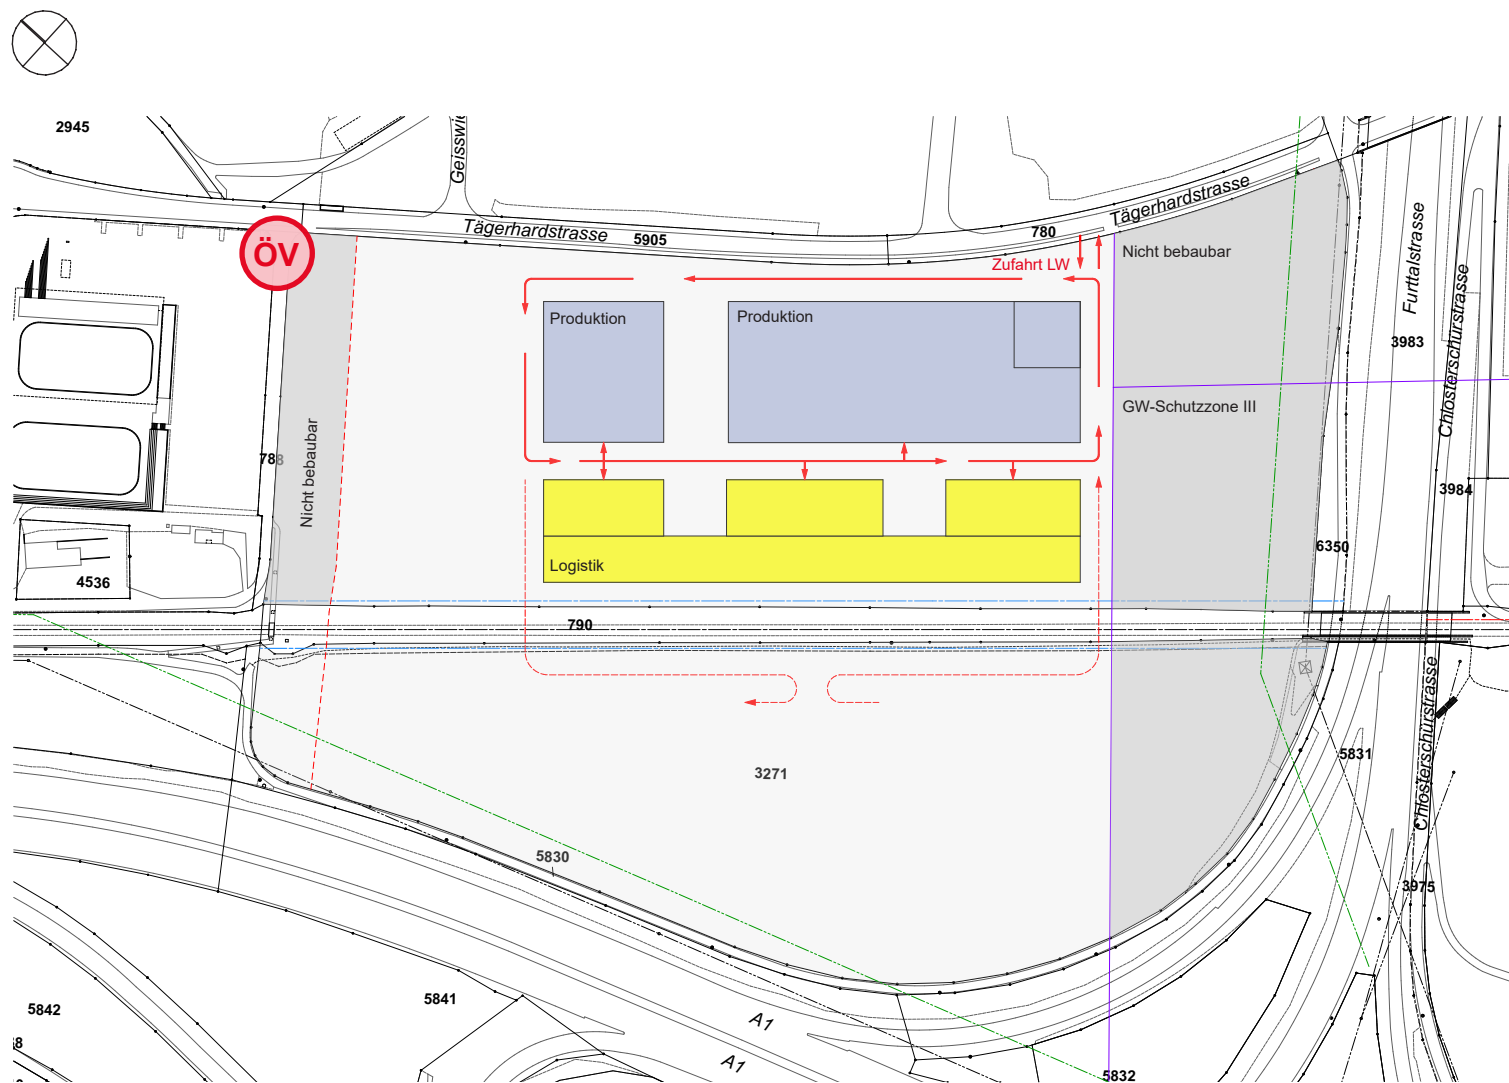 2945
Geisswie
Tägerhardstrasse
5905
780
Tägerhardstrasse
ÖV
Zufahrt LW
Nicht bebaubar
Furttalstrasse
Chlosterschürstrasse
3983
Produktion
Produktion
GW-Schutzzone III
Nicht bebaubar
788
3984
6350
4536
Logistik
790
5831
Chlosterschürstrasse
3271
5830
3975
5841
5842
A1
A1
5832